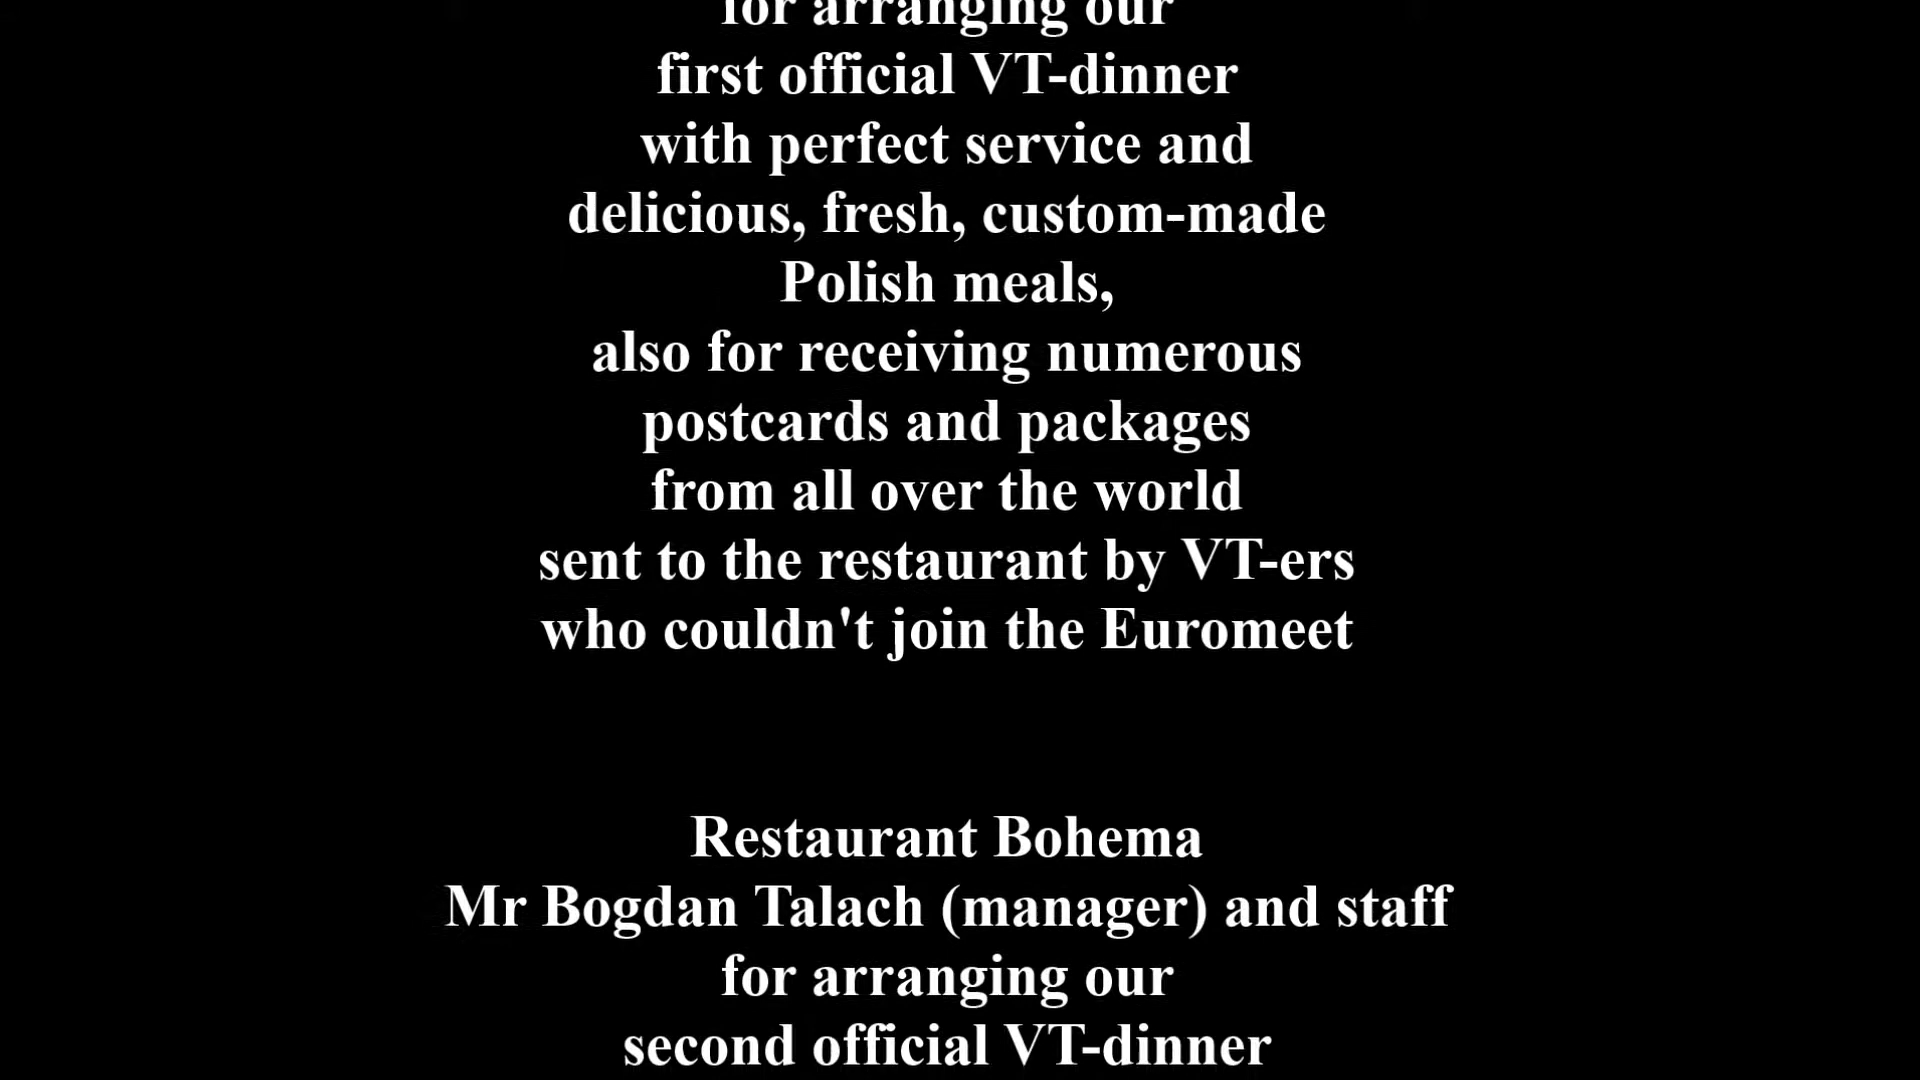 for arranging our
first official VT-dinner
with perfect service and
delicious, fresh, custom-made
Polish meals,
also for receiving numerous
postcards and packages
from all over the world
sent to the restaurant by VT-ers
who couldn't join the Euromeet
Restaurant Bohema
Mr Bogdan Talach (manager) and staff
for arranging our
second official VT-dinner